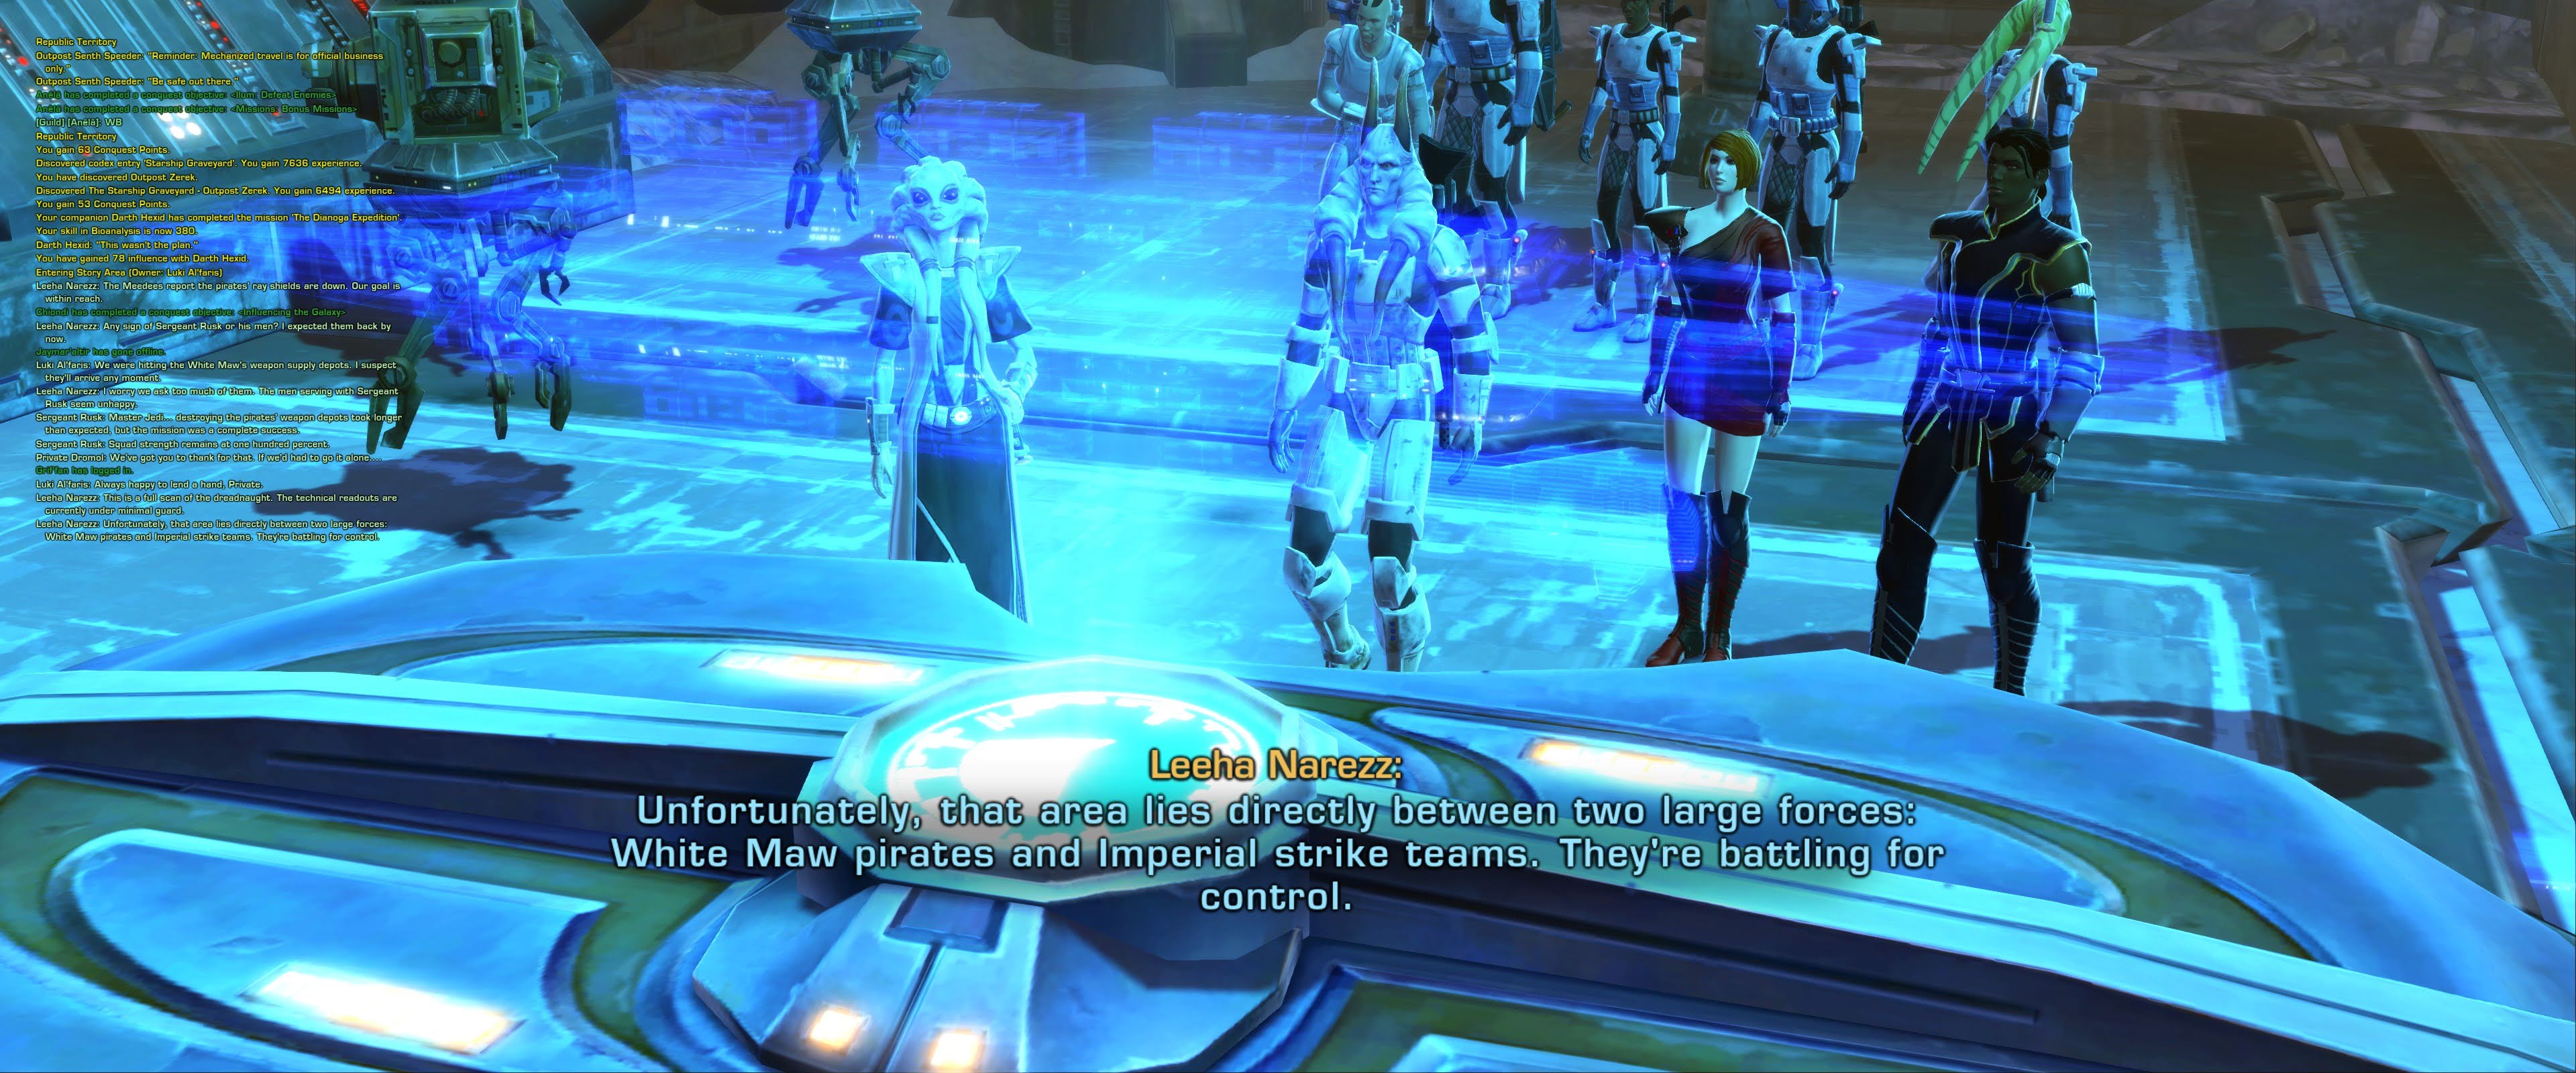 Republic Territory
Outpost Senth Speeder: "Reminder: Mechanized travel is for official business
only."
Outpost Senth Speeder: "Be safe out there."
Anélá has completed a conquest objective: <Ilum: Defeat Enemies>
Anélá has completed a conquest objective: <Missions: Bonus Missions>
[Guild] [Anélá]: WB
Republic Territory
You gain 63 Conquest Points.
Discovered codex entry 'Starship Graveyard'. You gain 7636 experience.
You have discovered Outpost Zerek.
Discovered The Starship Graveyard - Outpost Zerek. You gain 6494 experience.
You gain 53 Conquest Points.
Your companion Darth Hexid has completed the mission 'The Dianoga Expedition'.
Your skill in Bioanalysis is now 380.
Darth Hexid: "This wasn't the plan."
You have gained 78 influence with Darth Hexid.
Entering Story Area (Owner: Luki Al'faris)
Leeha Narezz: The Meedees report the pirates' ray shields are down. Our goal is
within reach.
Chiondi has completed a conquest objective: <Influencing the Galaxy>
Leeha Narezz: Any sign of Sergeant Rusk or his men? I expected them back by
now.
Jaymar'altir has gone offline.
Luki Al'faris: We were hitting the White Maw's weapon supply depots. I suspect
they'll arrive any moment.
Leeha Narezz: I worry we ask too much of them. The men serving with Sergeant
Rusk seem unhappy.
Sergeant Rusk: Master Jedi... destroying the pirates' weapon depots took longer
than expected, but the mission was a complete success.
Sergeant Rusk: Squad strength remains at one hundred percent.
Private Dromol: We've got you to thank for that. If we'd had to go it alone....
Griffan has logged in.
Luki Al'faris: Always happy to lend a hand, Private.
Leeha Narezz: This is a full scan of the dreadnaught. The technical readouts are
currently under minimal guard.
Leeha Narezz: Unfortunately, that area lies directly between two large forces:
White Maw pirates and Imperial strike teams. They're battling for control.
Leeha Narezz:
Unfortunately, that area lies directly between two large forces:
White Maw pirates and Imperial strike teams. They're battling for
control.